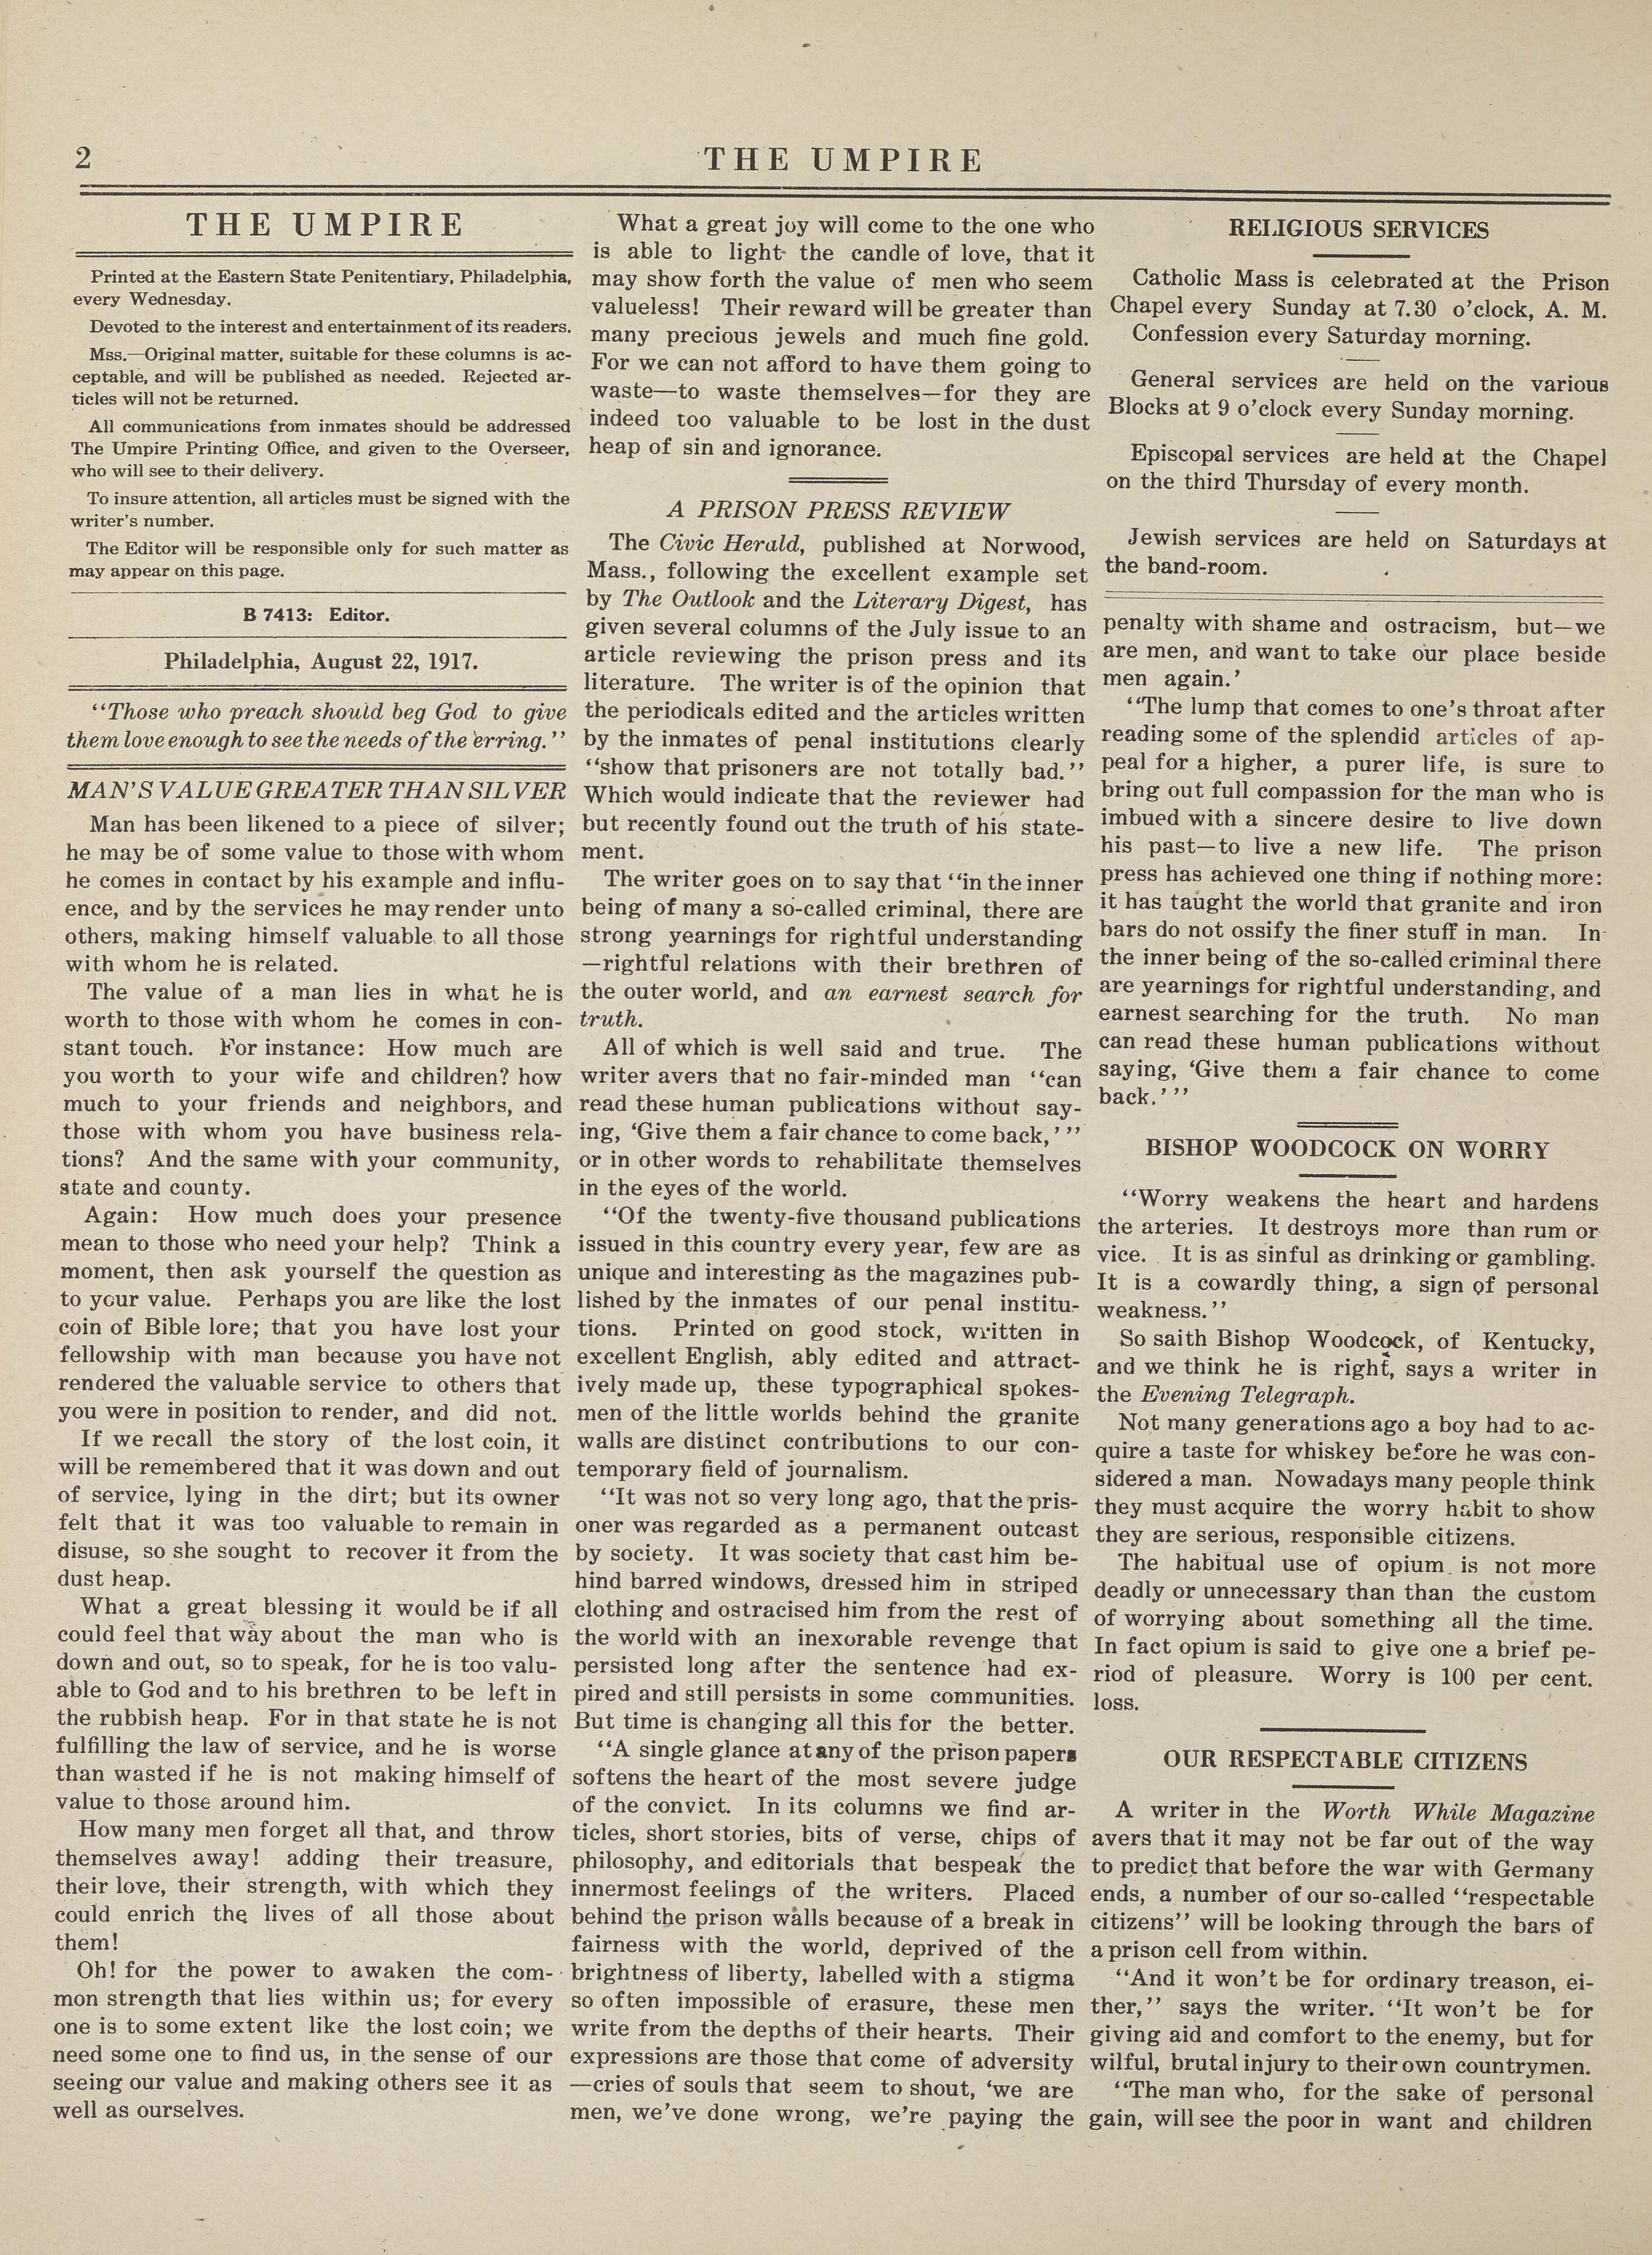 2
THE UMPIRE
THE UMPIRE
Printed at the Eastern State Penitentiary, Philadelphia,
every Wednesday.
Devoted to the interest and entertainment of its readers.
Mss.—Original matter, suitable for these columns is ac-
ceptable, and will be published as needed. Rejected ar-
ticles will not be returned.
All communications from inmates should be addressed
The Umpire Printing Office, and given to the Overseer,
who will see to their delivery.
To insure attention, all articles must be signed with the
writer's number.
The Editor will be responsible only for such matter as
may appear on this page.
B 7413: Editor.
Philadelphia, August 22, 1917.
"Those who preach should beg God to give
them love enough to see the needs of the erring."
MAN'S VALUE GREATER THAN SILVER
Man has been likened to a piece of silver;
he may be of some value to those with whom
he comes in contact by his example and influ-
ence, and by the services he may render unto
others, making himself valuable to all those
with whom he is related.
The value of a man lies in what he is
worth to those with whom he comes in con-
stant touch. For instance: How much are
you worth to your wife and children? how
much to your friends and neighbors, and
those with whom you have business rela-
tions? And the same with your community,
state and county.
Again: How much does your presence
mean to those who need your help? Think a
moment, then ask yourself the question as
to your value. Perhaps you are like the lost
coin of Bible lore; that you have lost your
fellowship with man because you have not
rendered the valuable service to others that
you were in position to render, and did not.
If we recall the story of the lost coin, it
will be remembered that it was down and out
of service, lying in the dirt; but its owner
felt that it was too valuable to remain in
disuse, so she sought to recover it from the
dust heap.
What a great blessing it would be if all
could feel that way about the man who is
down and out, so to speak, for he is too valu-
able to God and to his brethren to be left in
the rubbish heap. For in that state he is not
fulfilling the law of service, and he is worse
than wasted if he is not making himself of
value to those around him.
How many men forget all that, and throw
themselves away! adding their treasure,
their love, their strength, with which they
could enrich the lives of all those about
them!
Oh! for the power to awaken the com-
mon strength that lies within us; for every
one is to some extent like the lost coin; we
need some one to find us, in the sense of our
seeing our value and making others see it as
well as ourselves.
What a great joy will come to the one who
is able to light the candle of love, that it
may show forth the value of men who seem
valueless! Their reward will be greater than
many precious jewels and much fine gold.
For we can not afford to have them going to
waste—to waste themselves—for they are
indeed too valuable to be lost in the dust
heap of sin and ignorance.
A PRISON PRESS REVIEW
The Civic Herald, published at Norwood,
Mass., following the excellent example set
by The Outlook and the Literary Digest, has
given several columns of the July issue to an
article reviewing the prison press and its
literature. The writer is of the opinion that
the periodicals edited and the articles written
by the inmates of penal institutions clearly
"show that prisoners are not totally bad."
Which would indicate that the reviewer had
but recently found out the truth of his state-
ment.
The writer goes on to say that "in the inner
being of many a so-called criminal, there are
strong yearnings for rightful understanding
—rightful relations with their brethren of
the outer world, and an earnest search for
truth.
All of which is well said and true. The
writer avers that no fair-minded man "can
read these human publications without say-
ing, 'Give them a fair chance to come back,'"
or in other words to rehabilitate themselves
in the eyes of the world.
"Of the twenty-five thousand publications
issued in this country every year, few are as
unique and interesting as the magazines pub-
lished by the inmates of our penal institu-
tions. Printed on good stock, written in
excellent English, ably edited and attract-
ively made up, these typographical spokes-
men of the little worlds behind the granite
walls are distinct contributions to our con-
temporary field of journalism.
"It was not so very long ago, that the pris-
oner was regarded as a permanent outcast
by society. It was society that cast him be-
hind barred windows, dressed him in striped
clothing and ostracised him from the rest of
the world with an inexorable revenge that
persisted long after the sentence had ex-
pired and still persists in some communities.
But time is changing all this for the better.
"A single glance at any of the prison papers
softens the heart of the most severe judge
of the convict. In its columns we find ar-
ticles, short stories, bits of verse, chips of
philosophy, and editorials that bespeak the
innermost feelings of the writers. Placed
behind the prison walls because of a break in
fairness with the world, deprived of the
brightness of liberty, labelled with a stigma
so often impossible of erasure, these men
write from the depths of their hearts. Their
expressions are those that come of adversity
—cries of souls that seem to shout, 'we are
men, we've done wrong, we're paying the
RELIGIOUS SERVICES
Catholic Mass is celebrated at the Prison
Chapel every Sunday at 7.30 o'clock, A. M.
Confession every Saturday morning.
General services are held on the various
Blocks at 9 o'clock every Sunday morning.
Episcopal services are held at the Chapel
on the third Thursday of every month.
Jewish services are held on Saturdays at
the band-room.
penalty with shame and ostracism, but—we
are men, and want to take our place beside
men again.'
"The lump that comes to one's throat after
reading some of the splendid articles of ap-
peal for a higher, a purer life, is sure to
bring out full compassion for the man who is
imbued with a sincere desire to live down
his past—to live a new life. The prison
press has achieved one thing if nothing more:
it has taught the world that granite and iron
bars do not ossify the finer stuff in man. In
the inner being of the so-called criminal there
are yearnings for rightful understanding, and
earnest searching for the truth. No man
can read these human publications without
saying, 'Give them a fair chance to come
back.'"
BISHOP WOODCOCK ON WORRY
"Worry weakens the heart and hardens
the arteries. It destroys more than rum or
vice. It is as sinful as drinking or gambling.
It is a cowardly thing, a sign of personal
weakness."
So saith Bishop Woodcock, of Kentucky,
and we think he is right, says a writer in
the Evening Telegraph.
Not many generations ago a boy had to ac-
quire a taste for whiskey before he was con-
sidered a man. Nowadays many people think
they must acquire the worry habit to show
they are serious, responsible citizens.
The habitual use of opium is not more
deadly or unnecessary than than the custom
of worrying about something all the time.
In fact opium is said to give one a brief pe-
riod of pleasure. Worry is 100 per cent.
loss.
OUR RESPECTABLE CITIZENS
A writer in the Worth While Magazine
avers that it may not be far out of the way
to predict that before the war with Germany
ends, a number of our so-called "respectable
citizens" will be looking through the bars of
a prison cell from within.
"And it won't be for ordinary treason, ei-
ther," says the writer. "It won't be for
giving aid and comfort to the enemy, but for
wilful, brutal injury to their own countrymen.
"The man who, for the sake of personal
gain, will see the poor in want and children